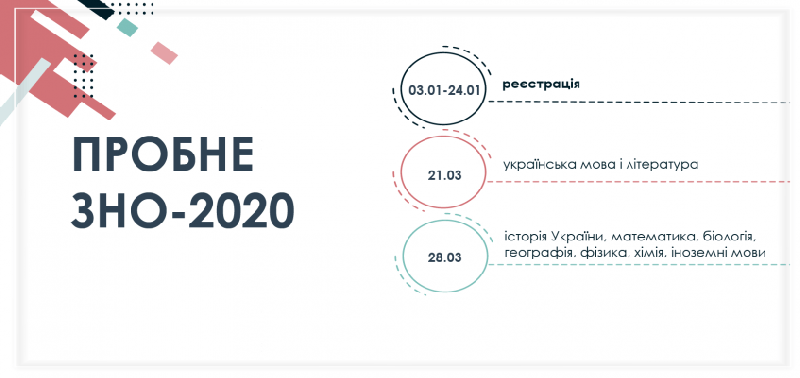 ПРОБНЕ
ЗНО-2020
03.01-24.01
реєстрація
21.03
українська мова і література
28.03
історія України, математика, біологія,
географія, фізика, хімія, іноземні мови